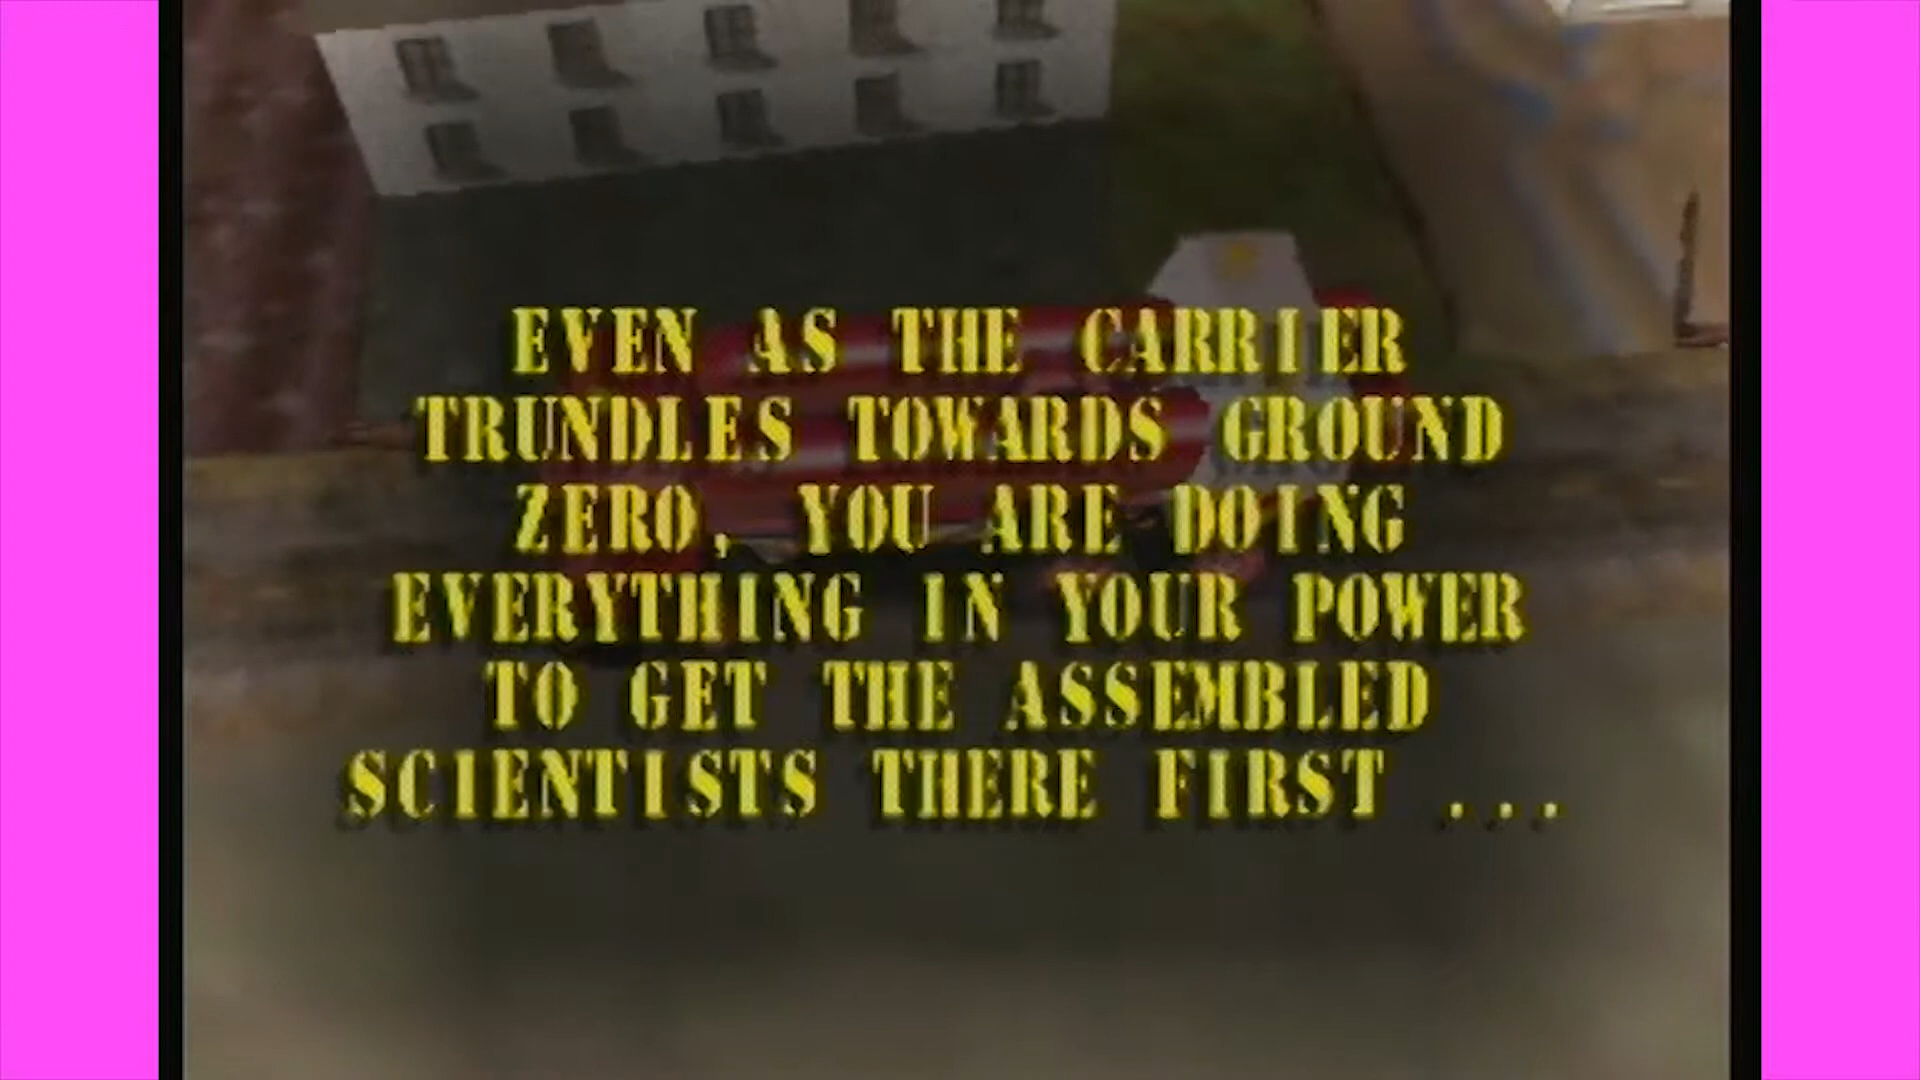 EVEN AS THE CARRIER
TRUNDLES TOWARDS GROUND
ZERO, YOU ARE DOING
EVERYTHING IN YOUR POWER
TO GET THE ASSEMBLED
SCIENTISTS THERE FIRST ...